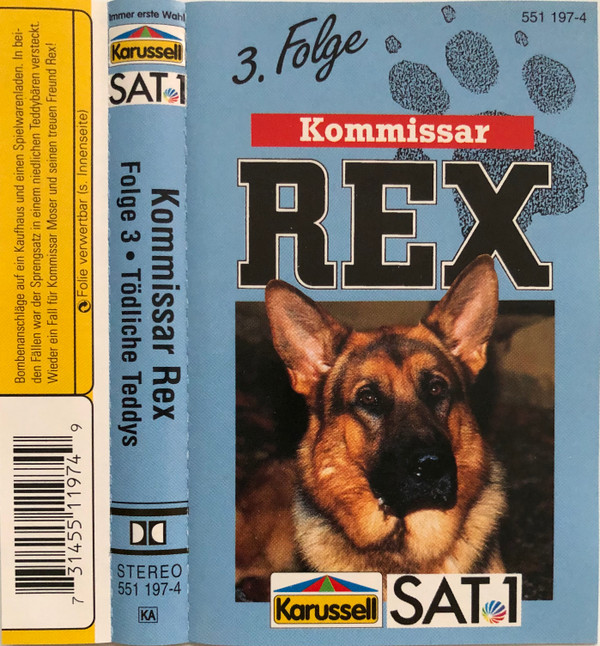 Bombenanschläge auf ein Kaufhaus und einen Spielwarenladen. In bei-
den Fällen war der Sprengsatz in einem niedlichen Teddybären versteckt.
Wieder ein Fall für Kommissar Moser und seinen treuen Freund Rex!
Folie verwertbar (s. Innenseite)
7 31455 11974 9
Immer erste Wahl
Karussell
SAT.1
Kommissar Rex
Folge 3 • Tödliche Teddys
STEREO
551 197-4
KA
551 197-4
3. Folge
Kommissar
REX
Karussell
SAT.1